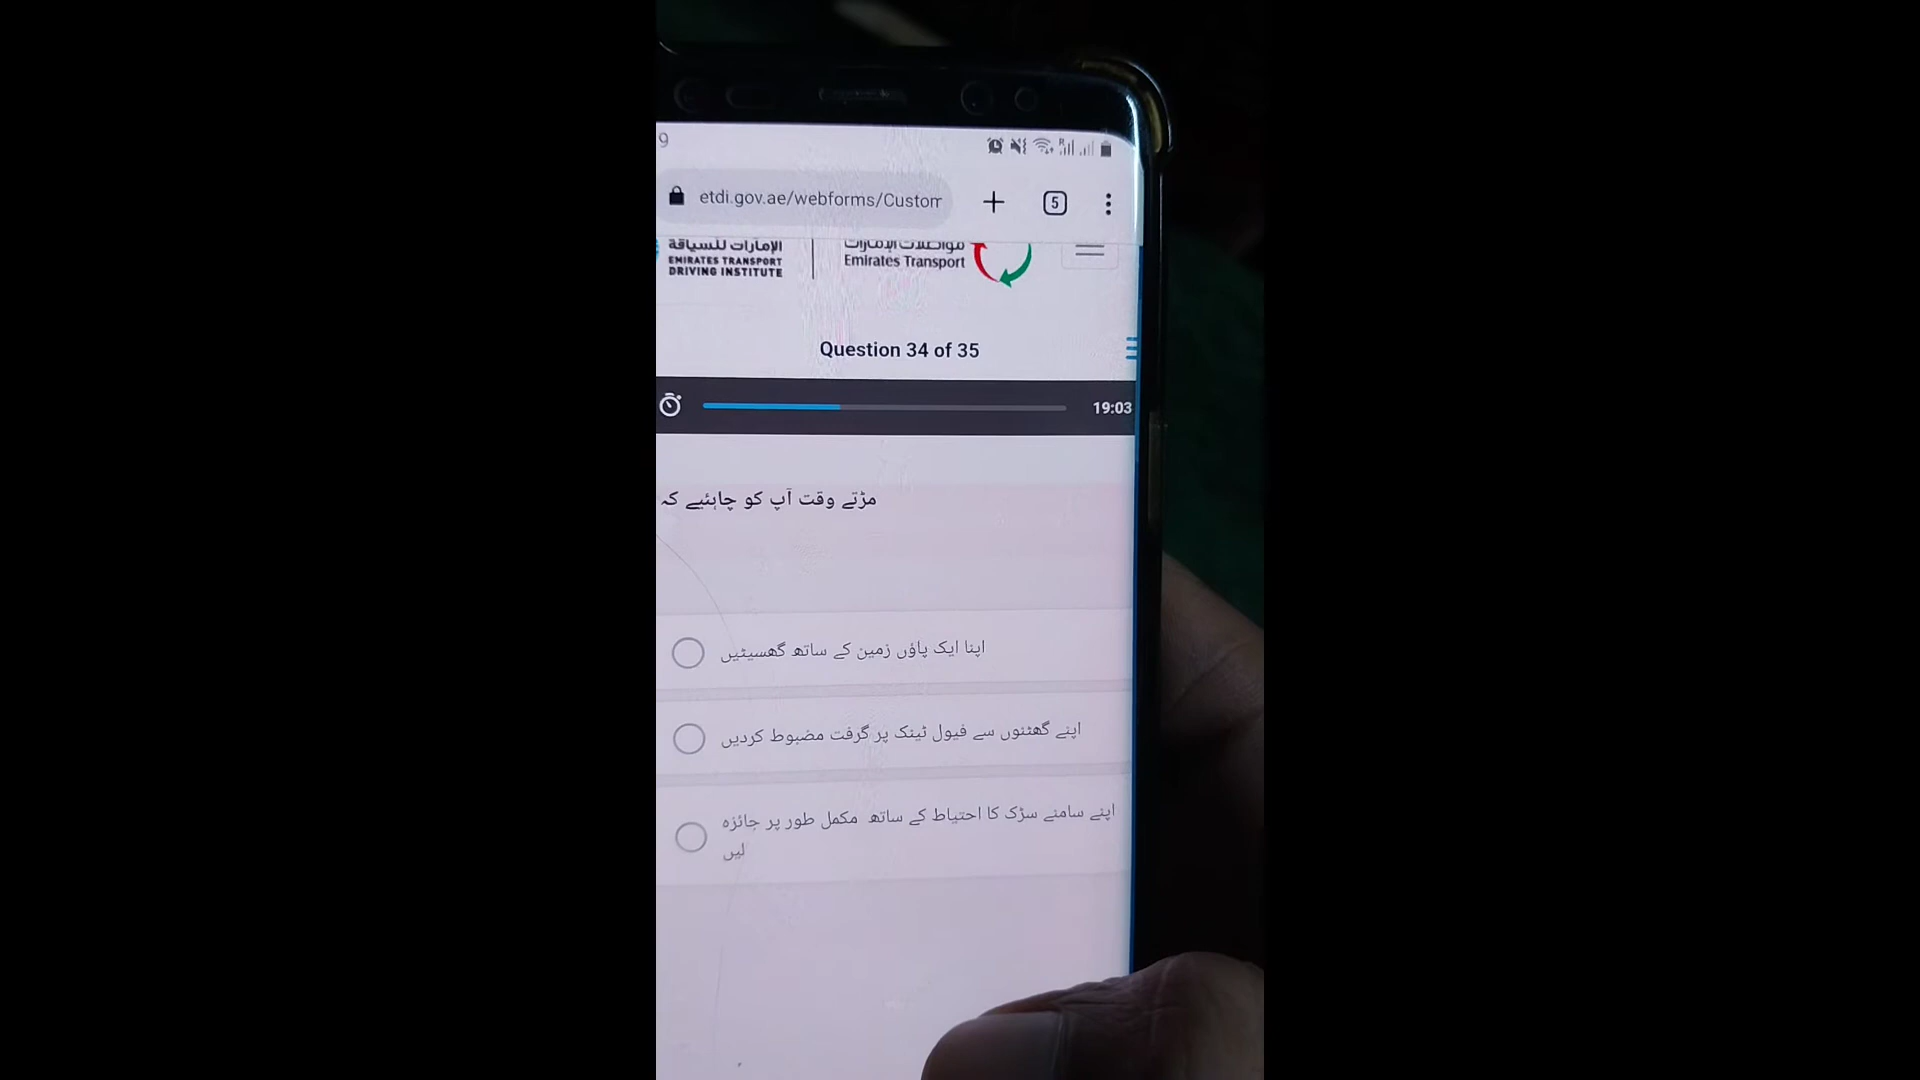 9
etdi.gov.ae/webforms/Custom
5
الإمارات للسياقة
EMIRATES TRANSPORT
DRIVING INSTITUTE
مواصلات الإمارات
Emirates Transport
Question 34 of 35
19:03
مڑتے وقت آپ کو چاہئیے کہ
اپنا ایک پاؤں زمین کے ساتھ گھسیٹیں
اپنے گھٹنوں سے فیول ٹینک پر گرفت مضبوط کردیں
اپنے سامنے سڑک کا احتیاط کے ساتھ مکمل طور پر جائزہ
لیں